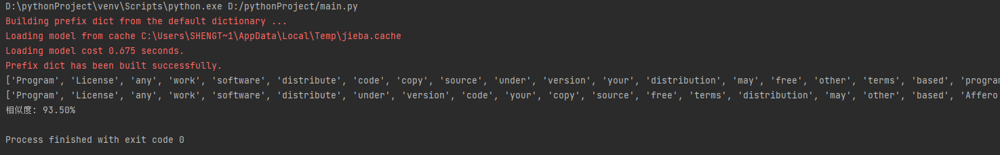 D:\pythonProject\venv\Scripts\python.exe D:/pythonProject/main.py
Building prefix dict from the default dictionary ...
Loading model from cache C:\Users\SHENGT~1\AppData\Local\Temp\jieba.cache
Loading model cost 0.675 seconds.
Prefix dict has been built successfully.
['Program', 'License', 'any', 'work', 'software', 'distribute', 'code', 'copy', 'source', 'under', 'version', 'your', 'distribution', 'may', 'free', 'other', 'terms', 'based', 'program
['Program', 'License', 'any', 'work', 'software', 'distribute', 'under', 'version', 'code', 'your', 'copy', 'source', 'free', 'terms', 'distribution', 'may', 'other', 'based', 'Affero
相似度: 93.50%
Process finished with exit code 0